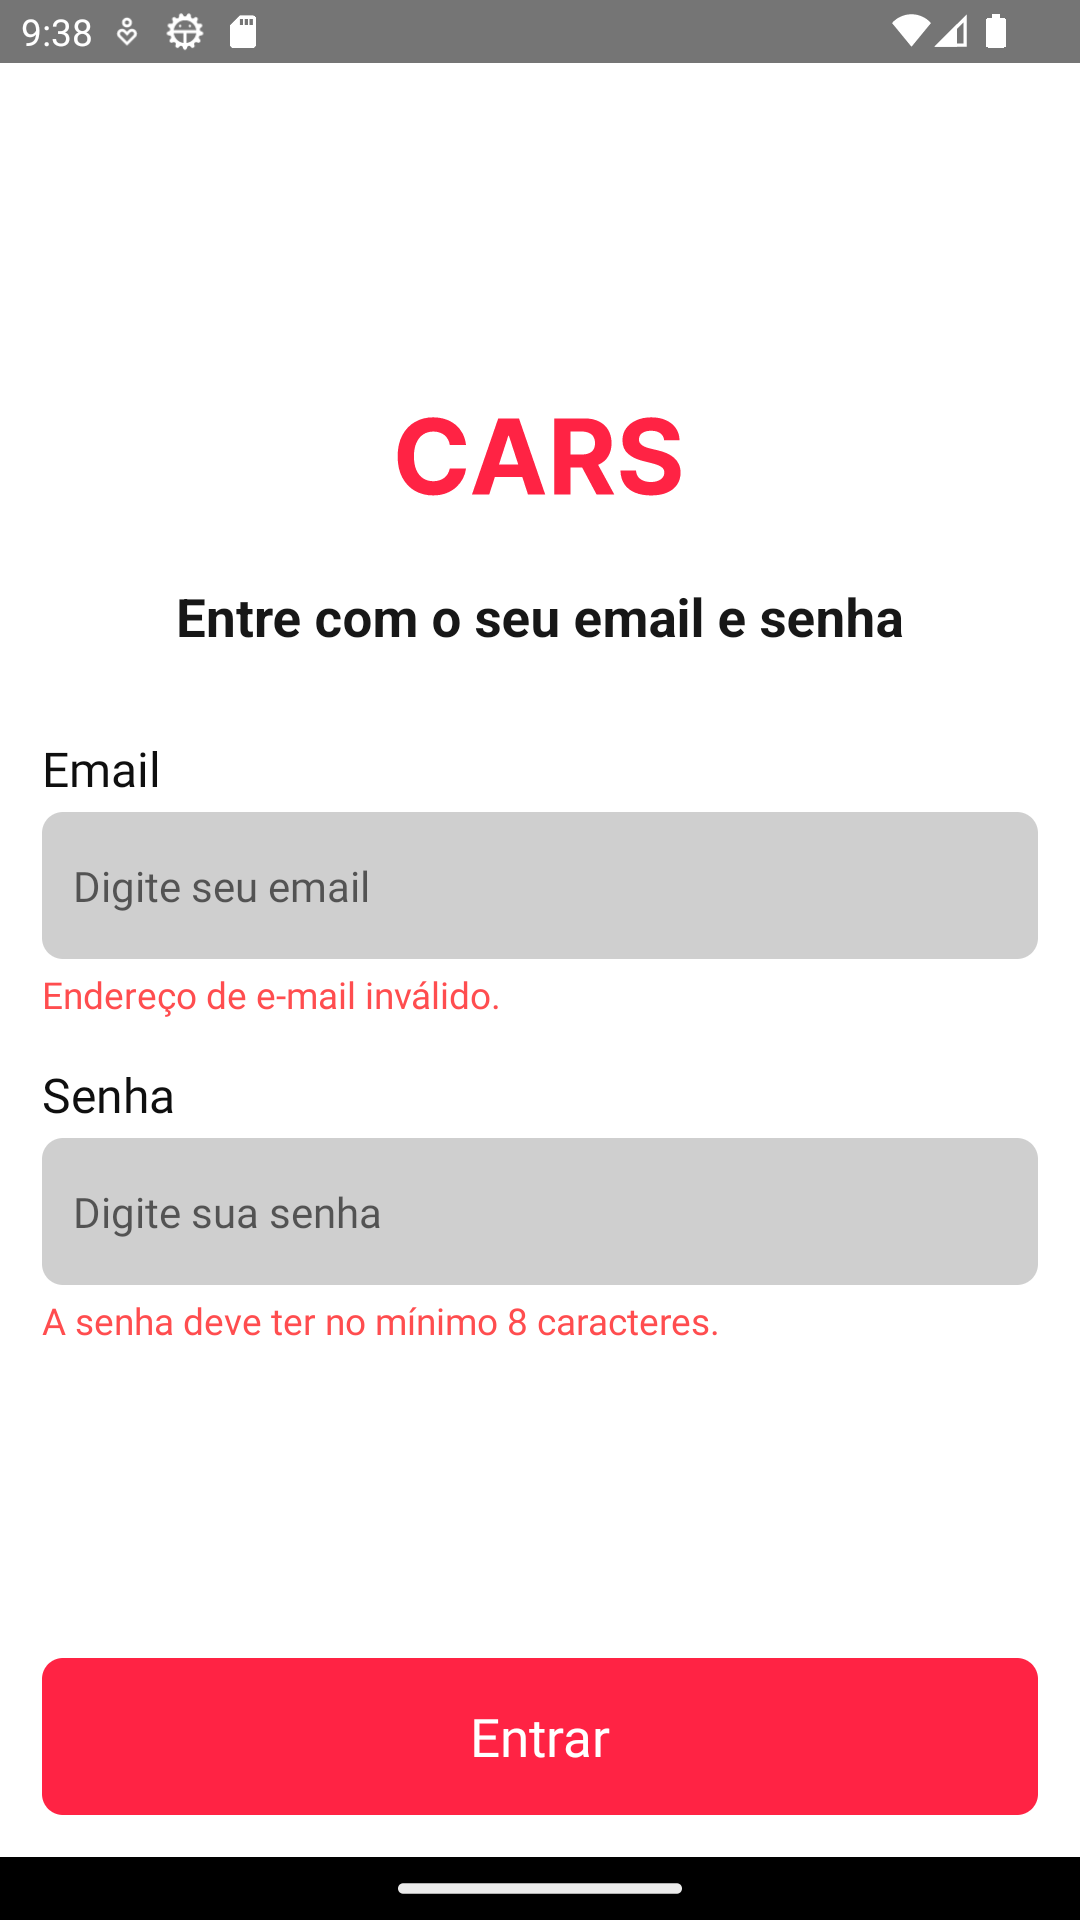 9:38
CARS
Entre com o seu email e senha
Email
Digite seu email
Endereço de e-mail inválido.
Senha
Digite sua senha
A senha deve ter no mínimo 8 caracteres.
Entrar